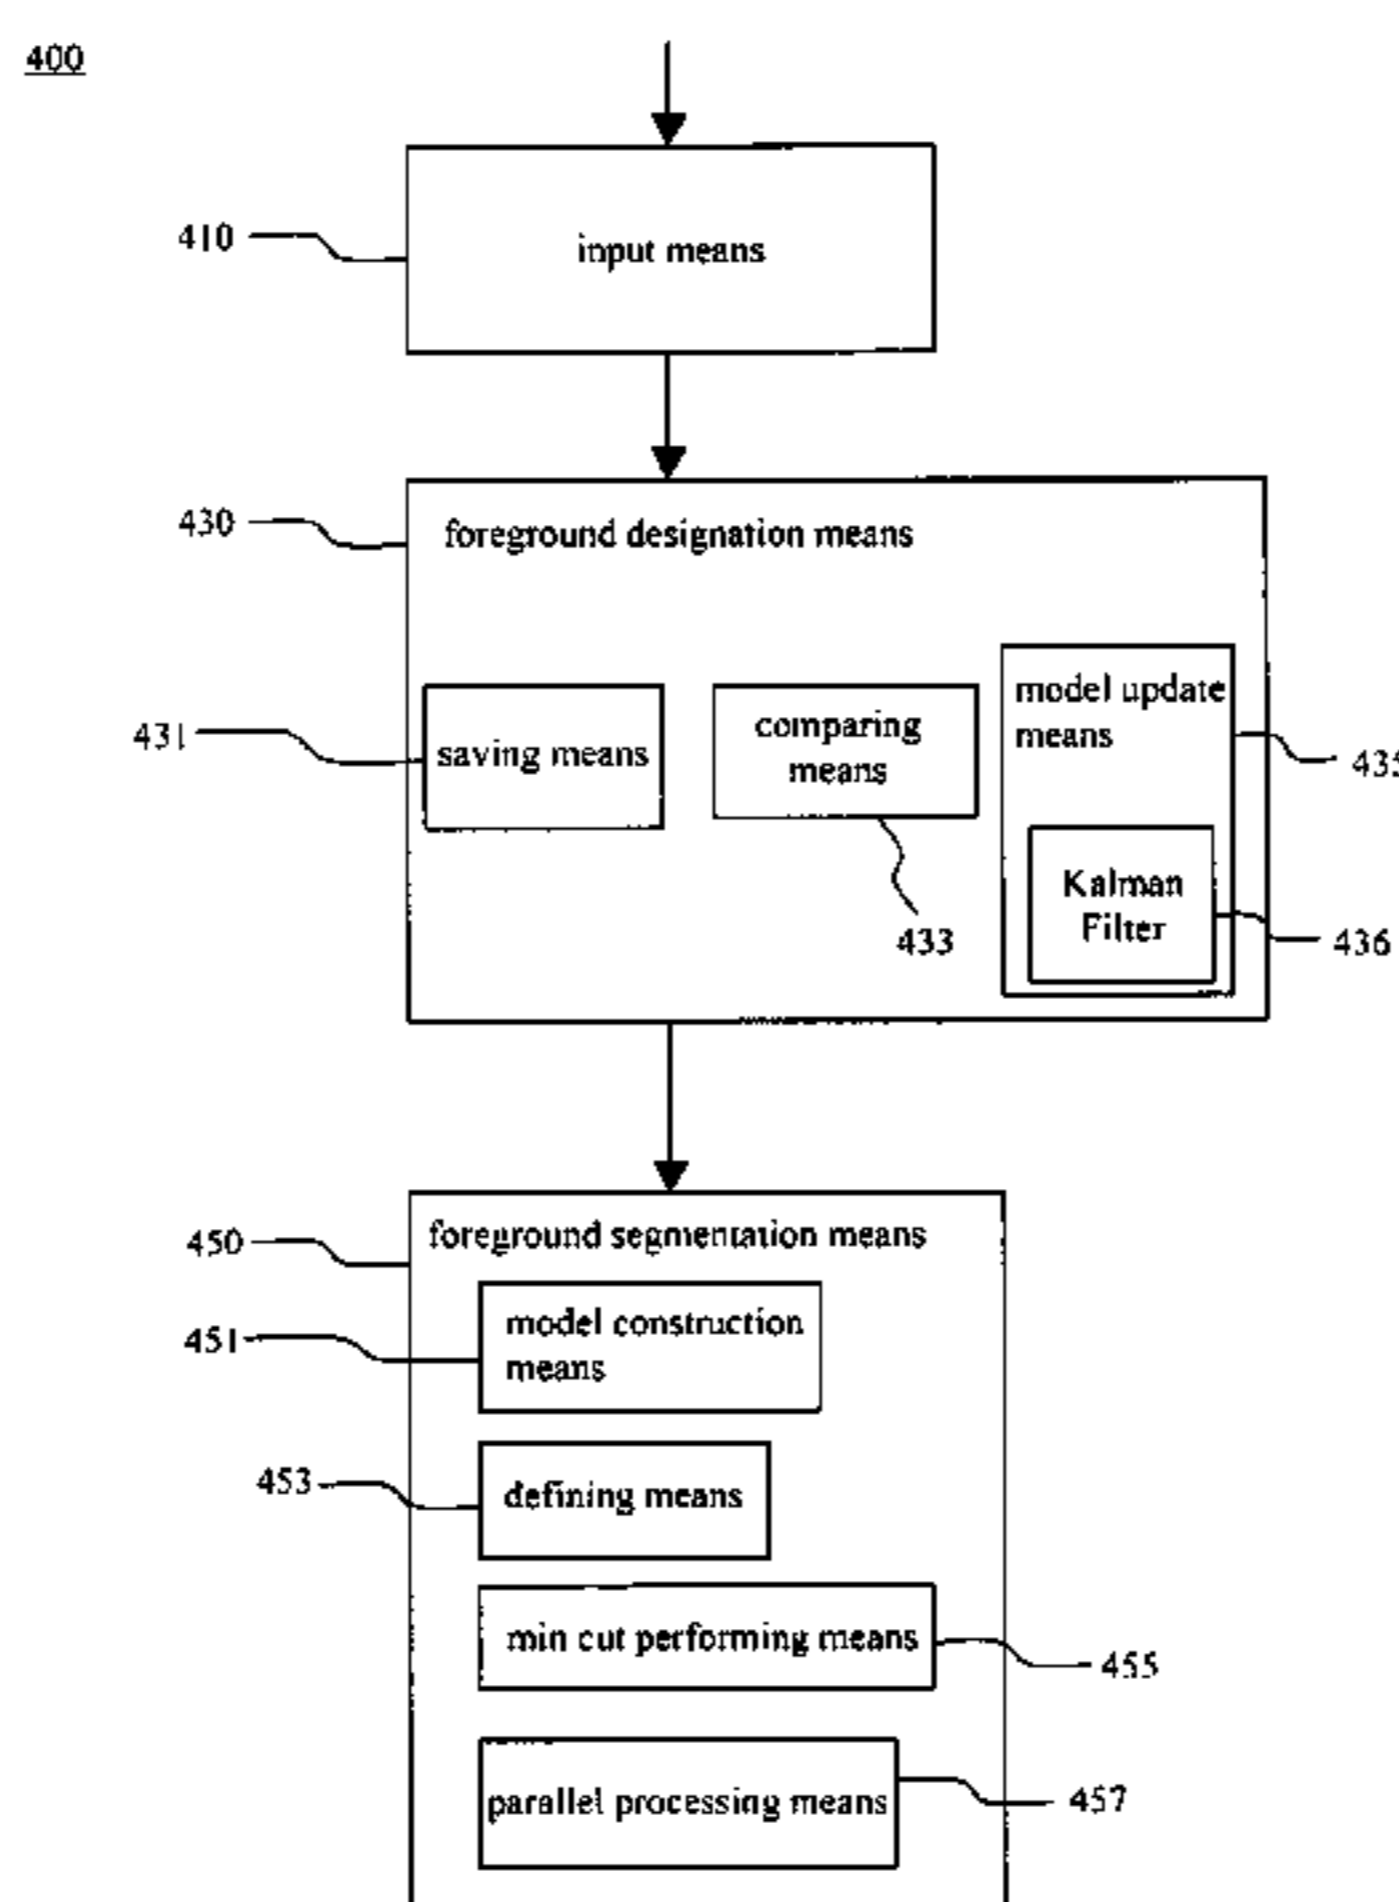 400
410
input means
430
foreground designation means
431
saving means
comparing
means
433
model update
means
435
Kalman
Filter
436
450
foreground segmentation means
451
model construction
means
453
defining means
min cut performing means
455
parallel processing means
457